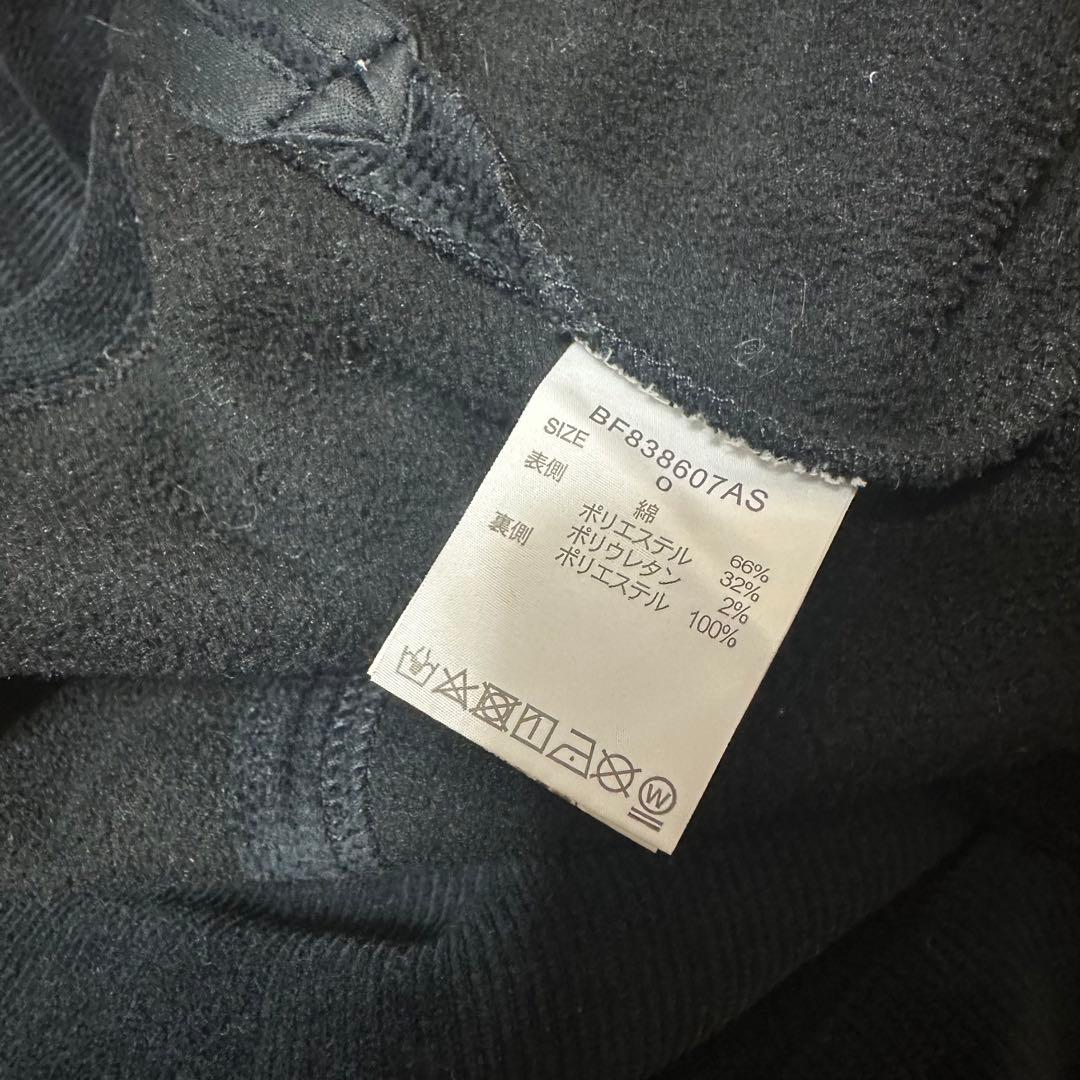 BF838607AS
SIZE O
表側 綿 66%
ポリエステル 32%
ポリウレタン 2%
裏側 ポリエステル 100%
W